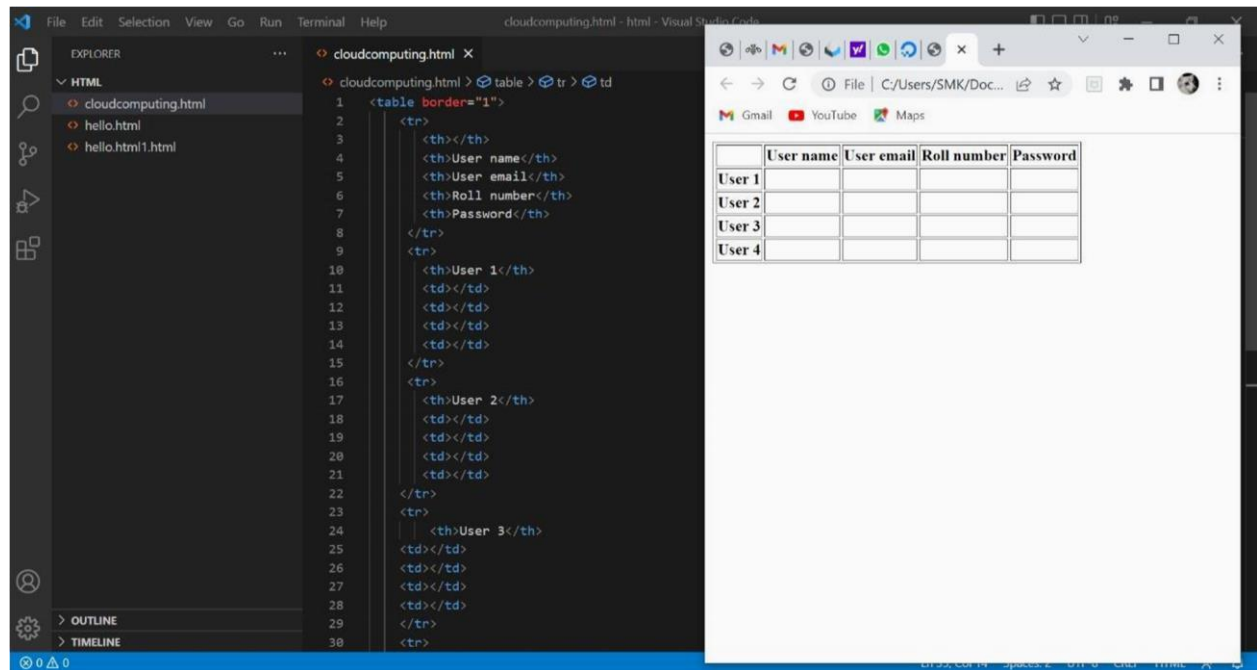 File Edit Selection View Go Run Terminal Help cloudcomputing.html - html - Visual Studio Code
EXPLORER
HTML
cloudcomputing.html
hello.html
hello.html1.html
OUTLINE
TIMELINE
0 0
cloudcomputing.html
cloudcomputing.html > table > tr > td
1 <table border="1">
2 <tr>
3 <th></th>
4 <th>User name</th>
5 <th>User email</th>
6 <th>Roll number</th>
7 <th>Password</th>
8 </tr>
9 <tr>
10 <th>User 1</th>
11 <td></td>
12 <td></td>
13 <td></td>
14 <td></td>
15 </tr>
16 <tr>
17 <th>User 2</th>
18 <td></td>
19 <td></td>
20 <td></td>
21 <td></td>
22 </tr>
23 <tr>
24 <th>User 3</th>
25 <td></td>
26 <td></td>
27 <td></td>
28 <td></td>
29 </tr>
30 <tr>
File | C:/Users/SMK/Doc...
Gmail YouTube Maps
User name User email Roll number Password
User 1
User 2
User 3
User 4